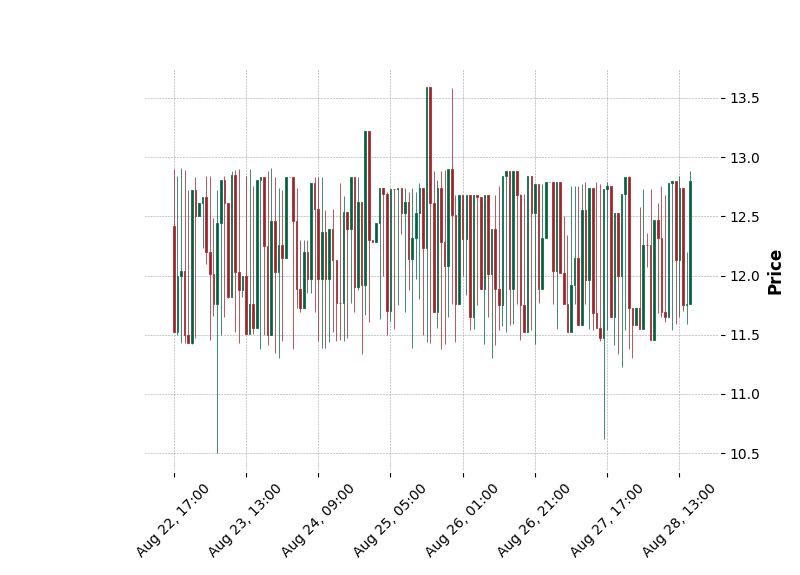 13.5
13.0
12.5
12.0
11.5
11.0
10.5
Price
Aug 22, 17:00
Aug 23, 13:00
Aug 24, 09:00
Aug 25, 05:00
Aug 26, 01:00
Aug 26, 21:00
Aug 27, 17:00
Aug 28, 13:00